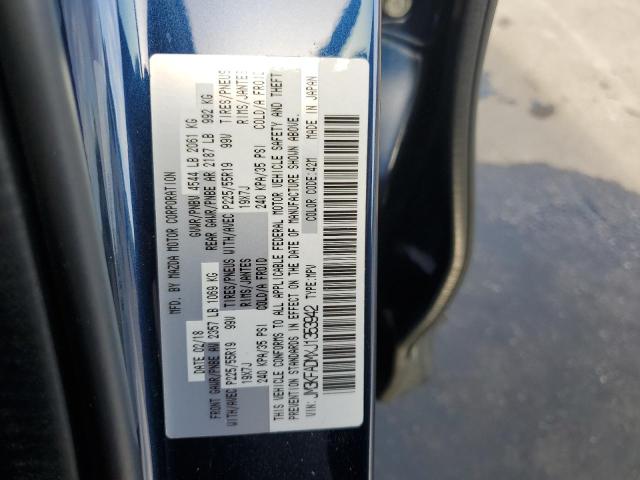 MFD. BY MAZDA MOTOR CORPORATION
DATE: 02/18 GVWR/PNBV 4544 LB 2061 KG
FRONT GAWR/PNBE AV 2357 LB 1069 KG REAR GAWR/PNBE AR 2187 LB 992 KG
WITH/AVEC P225/55R19 99V TIRES/PNEUS WITH/AVEC P225/55R19 99V TIRES/PNEUS
19X7J RIMS/JANTES 19X7J RIMS/JANTES
240 KPA/35 PSI COLD/A FROID 240 KPA/35 PSI COLD/A FROID
THIS VEHICLE CONFORMS TO ALL APPLICABLE FEDERAL MOTOR VEHICLE SAFETY AND THEFT
PREVENTION STANDARDS IN EFFECT ON THE DATE OF MANUFACTURE SHOWN ABOVE.
VIN: TYPE: MPV COLOR CODE: 42M MADE IN JAPAN